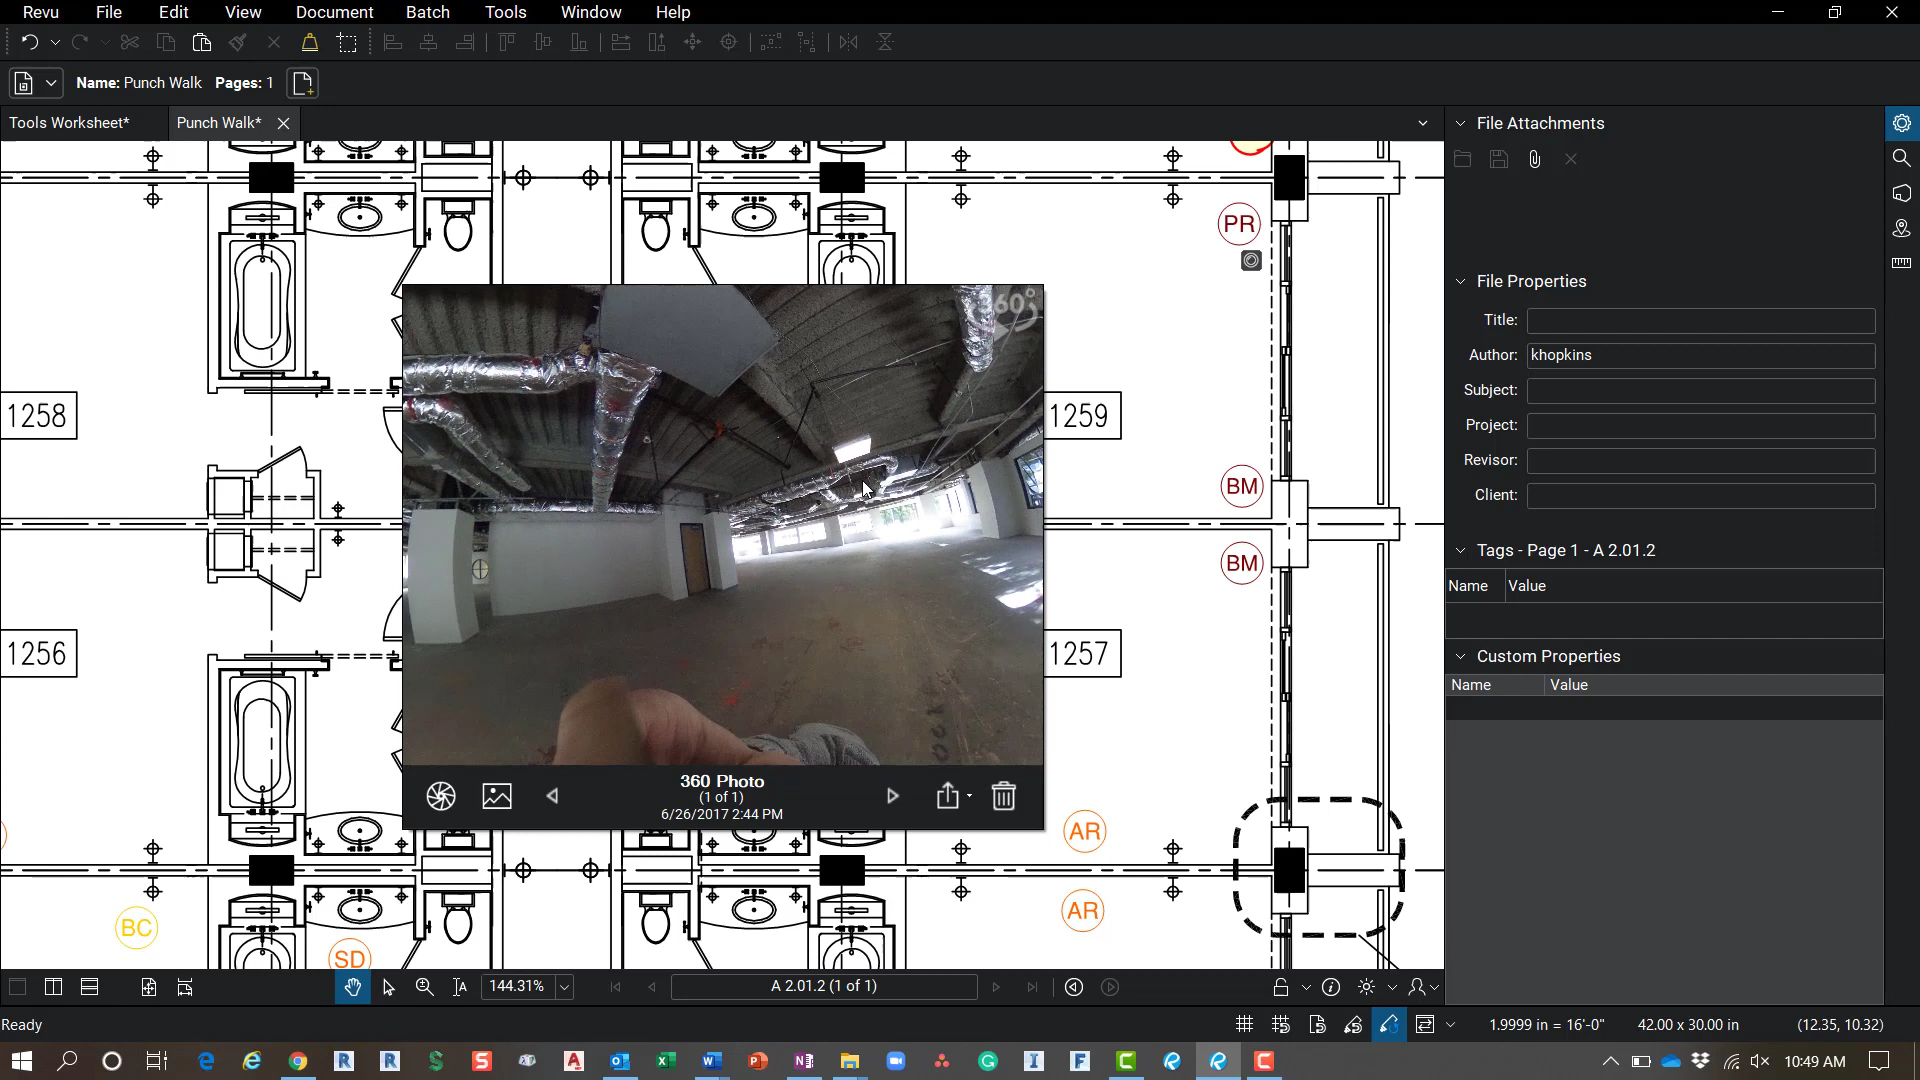 Revu File Edit View Document Batch Tools Window Help
Name: Punch Walk Pages: 1
Tools Worksheet* Punch Walk*
File Attachments
File Properties
Title:
Author: khopkins
Subject:
Project:
Revisor:
Client:
Tags - Page 1 - A 2.01.2
Name Value
Custom Properties
Name Value
PR
1258
1259
BM
BM
1256
1257
360°
360 Photo
(1 of 1)
6/26/2017 2:44 PM
AR
AR
BC
SD
144.31% A 2.01.2 (1 of 1)
Ready 1.9999 in = 16'-0" 42.00 x 30.00 in (12.35, 10.32)
10:49 AM